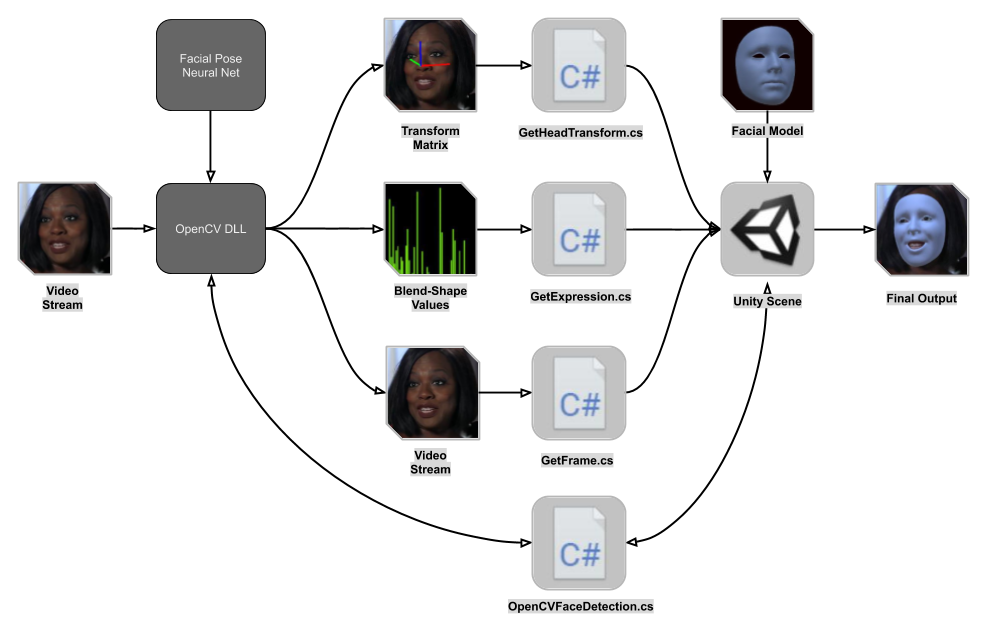 Facial Pose
Neural Net
C#
Transform
Matrix
GetHeadTransform.cs
Facial Model
Video
Stream
OpenCV DLL
Blend-Shape
Values
C#
GetExpression.cs
Unity Scene
Final Output
Video
Stream
C#
GetFrame.cs
C#
OpenCVFaceDetection.cs